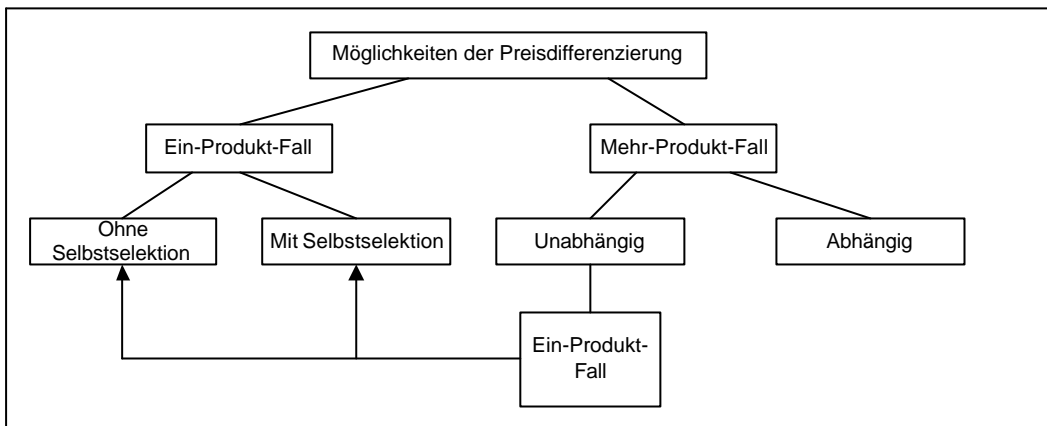 Möglichkeiten der Preisdifferenzierung
Ein-Produkt-Fall
Mehr-Produkt-Fall
Ohne
Selbstselektion
Mit Selbstselektion
Unabhängig
Abhängig
Ein-Produkt-
Fall